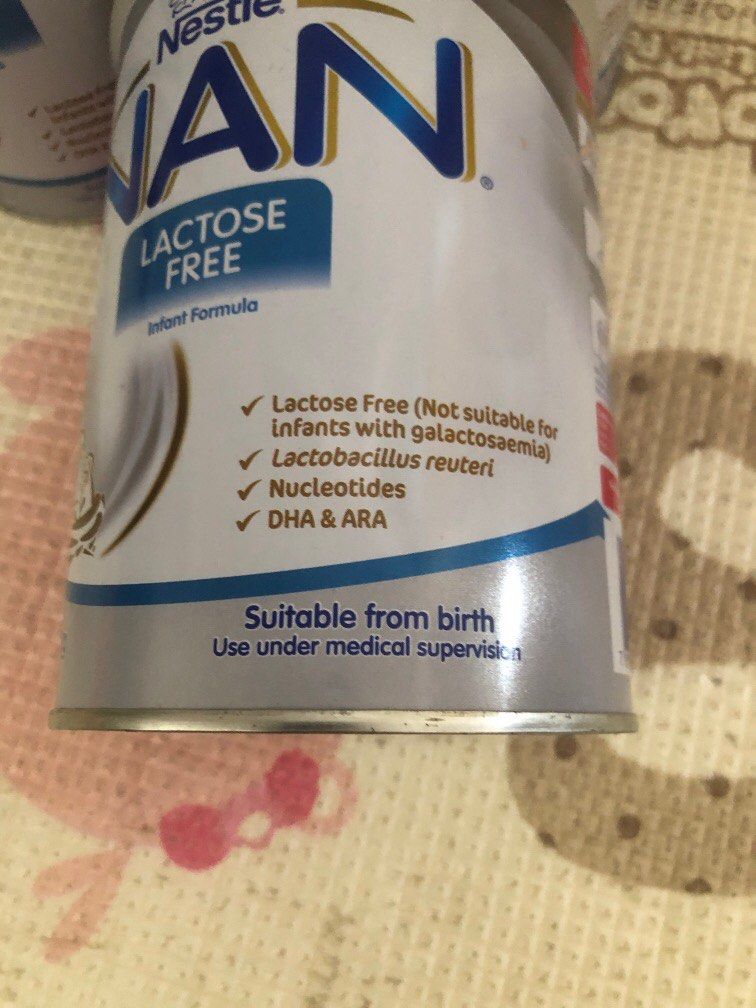 Nestlé
NAN
®
LACTOSE
FREE
Infant Formula
✓ Lactose Free (Not suitable for
infants with galactosaemia)
✓ Lactobacillus reuteri
✓ Nucleotides
✓ DHA & ARA
Suitable from birth
Use under medical supervision